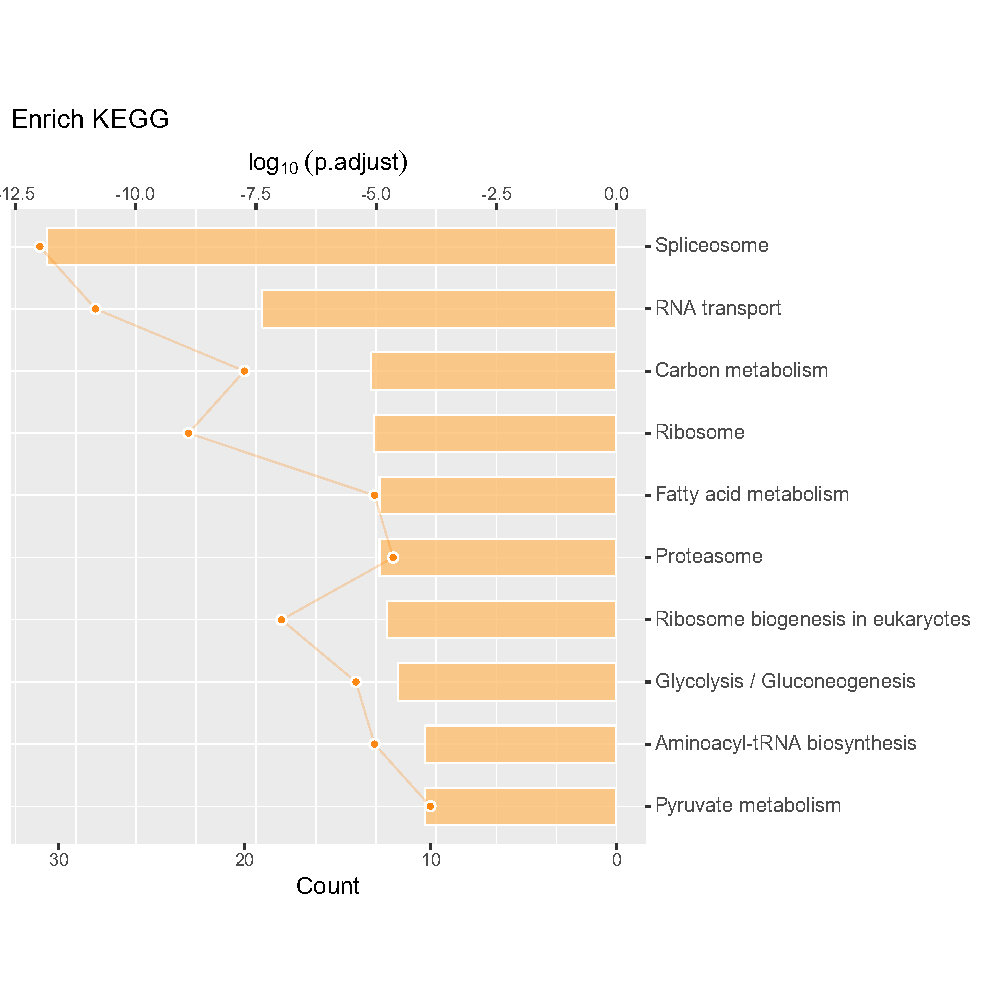 Enrich KEGG
log10 (p.adjust)
-12.5 -10.0 -7.5 -5.0 -2.5 0.0
Spliceosome
RNA transport
Carbon metabolism
Ribosome
Fatty acid metabolism
Proteasome
Ribosome biogenesis in eukaryotes
Glycolysis / Gluconeogenesis
Aminoacyl-tRNA biosynthesis
Pyruvate metabolism
30 20 10 0
Count